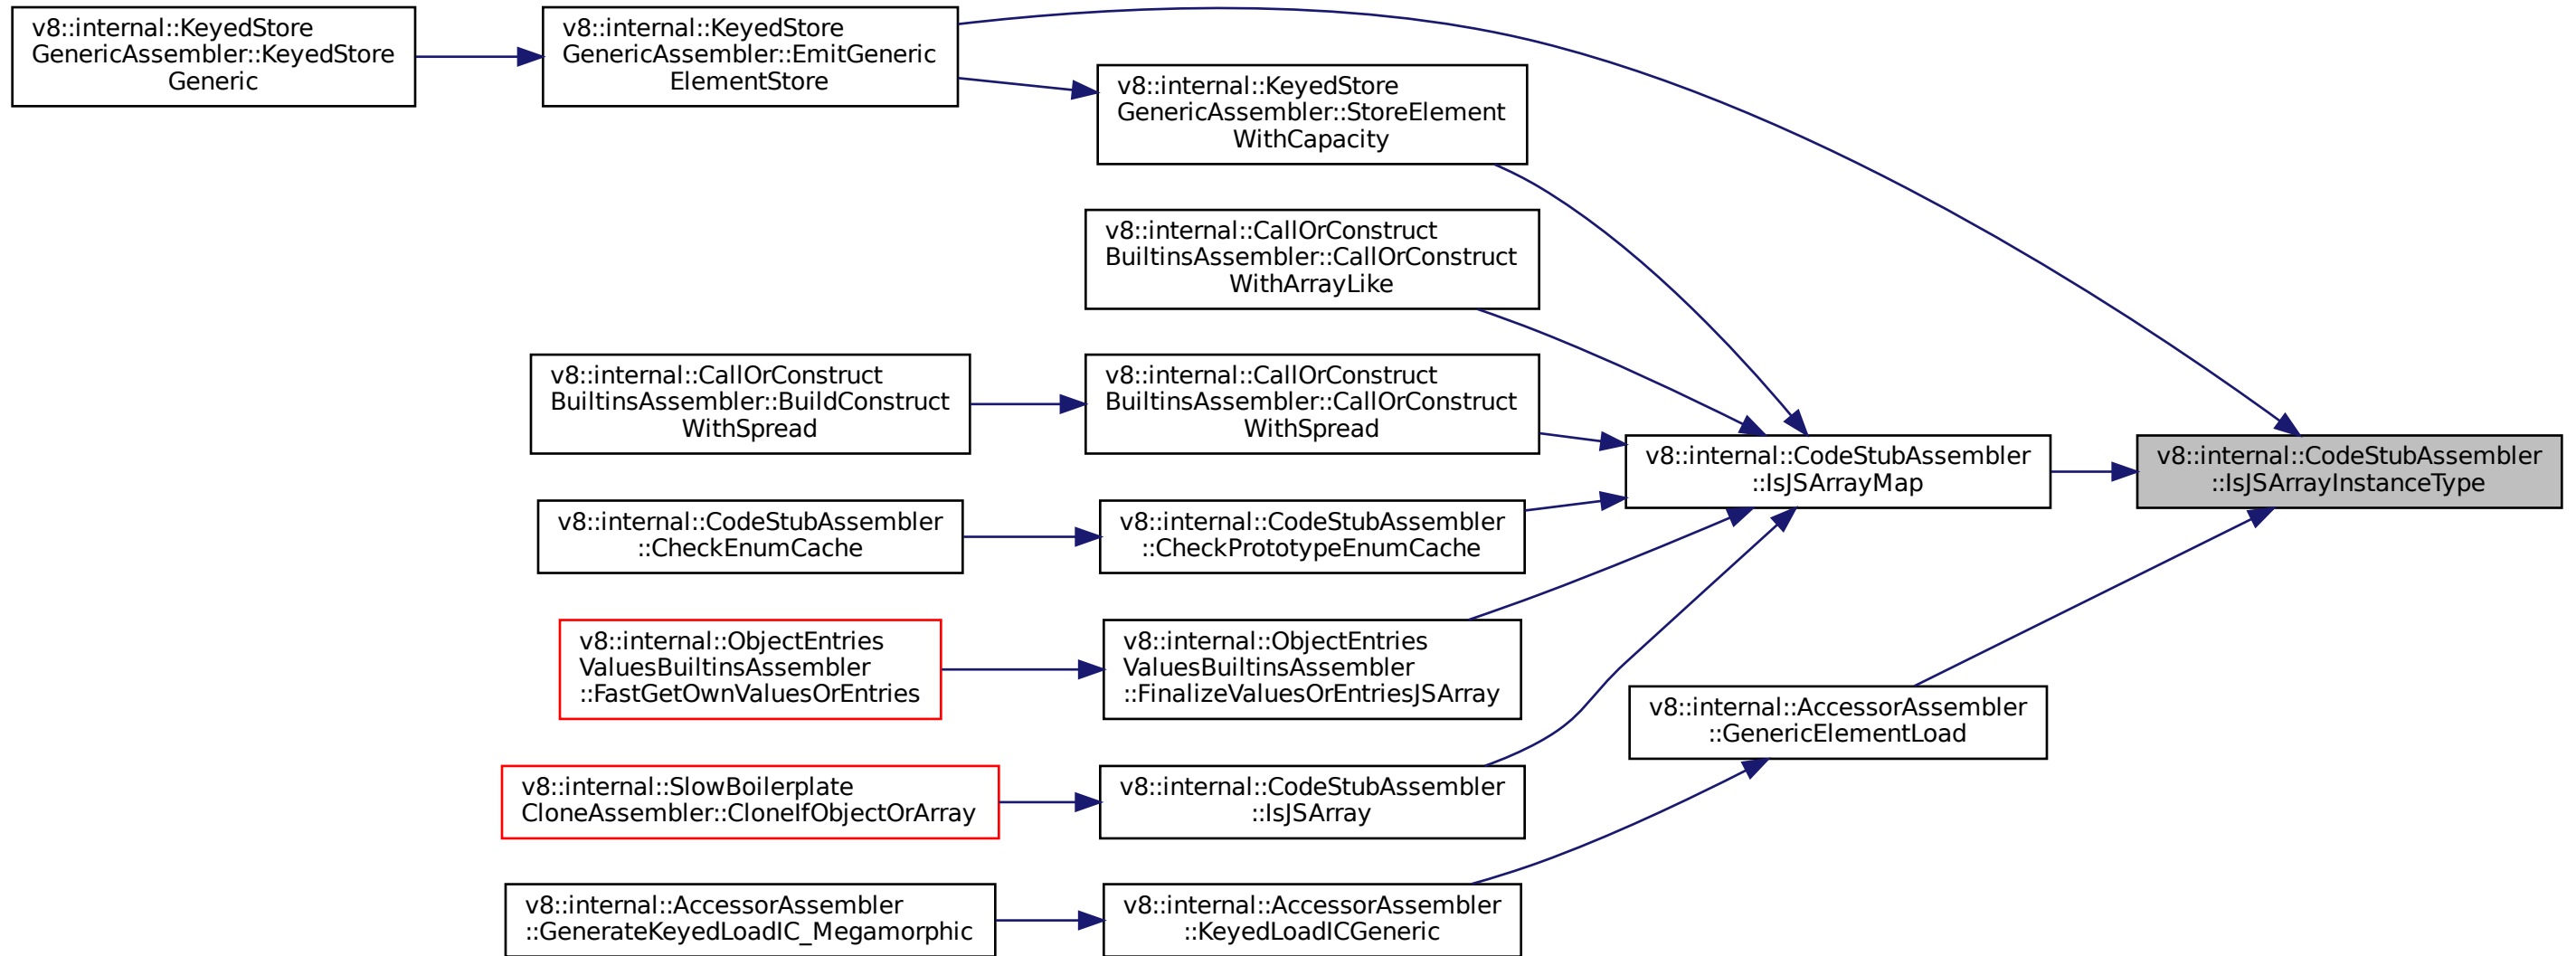 v8::internal::KeyedStore
GenericAssembler::KeyedStore
Generic
v8::internal::KeyedStore
GenericAssembler::EmitGeneric
ElementStore
v8::internal::KeyedStore
GenericAssembler::StoreElement
WithCapacity
v8::internal::CallOrConstruct
BuiltinsAssembler::CallOrConstruct
WithArrayLike
v8::internal::CallOrConstruct
BuiltinsAssembler::BuildConstruct
WithSpread
v8::internal::CallOrConstruct
BuiltinsAssembler::CallOrConstruct
WithSpread
v8::internal::CodeStubAssembler
::IsJSArrayMap
v8::internal::CodeStubAssembler
::IsJSArrayInstanceType
v8::internal::CodeStubAssembler
::CheckEnumCache
v8::internal::CodeStubAssembler
::CheckPrototypeEnumCache
v8::internal::ObjectEntries
ValuesBuiltinsAssembler
::FastGetOwnValuesOrEntries
v8::internal::ObjectEntries
ValuesBuiltinsAssembler
::FinalizeValuesOrEntriesJSArray
v8::internal::AccessorAssembler
::GenericElementLoad
v8::internal::SlowBoilerplate
CloneAssembler::CloneIfObjectOrArray
v8::internal::CodeStubAssembler
::IsJSArray
v8::internal::AccessorAssembler
::GenerateKeyedLoadIC_Megamorphic
v8::internal::AccessorAssembler
::KeyedLoadICGeneric